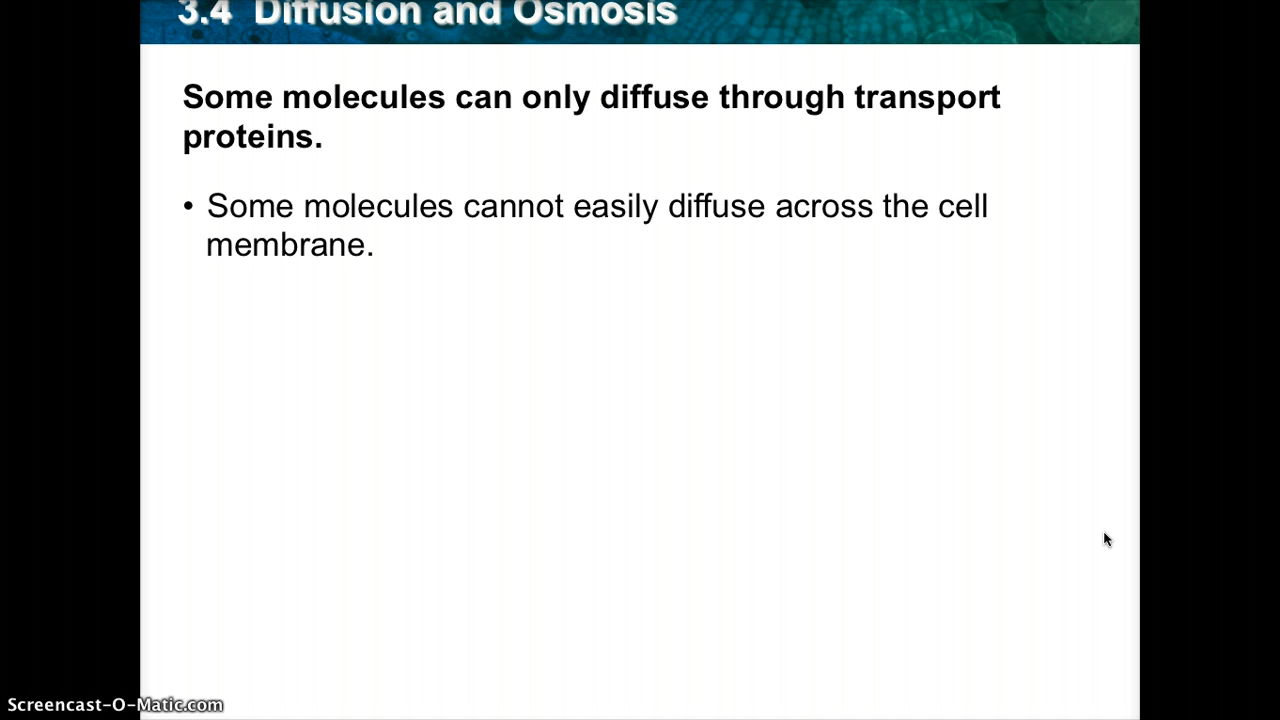 3.4 Diffusion and Osmosis
Some molecules can only diffuse through transport
proteins.
• Some molecules cannot easily diffuse across the cell
membrane.
Screencast-O-Matic.com